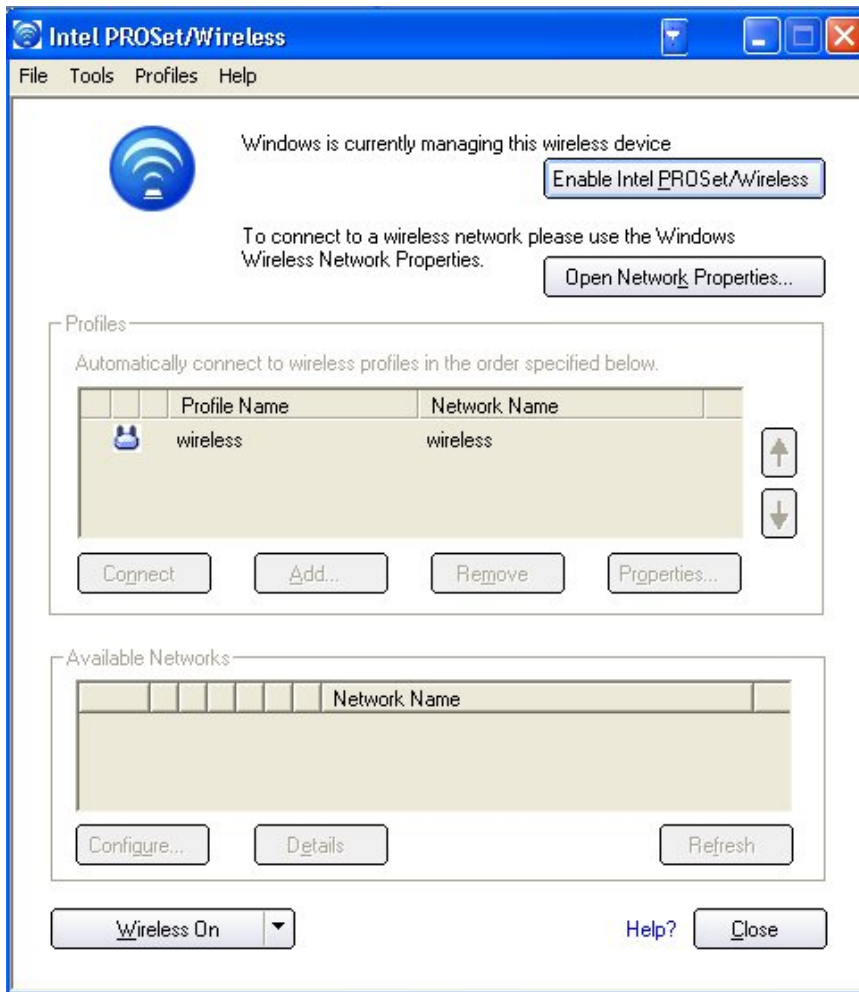 Intel PROSet/Wireless
File Tools Profiles Help
Windows is currently managing this wireless device
Enable Intel PROSet/Wireless
To connect to a wireless network please use the Windows
Wireless Network Properties.
Open Network Properties...
Profiles
Automatically connect to wireless profiles in the order specified below.
Profile Name Network Name
wireless wireless
Connect Add... Remove Properties...
Available Networks
Network Name
Configure... Details Refresh
Wireless On Help? Close